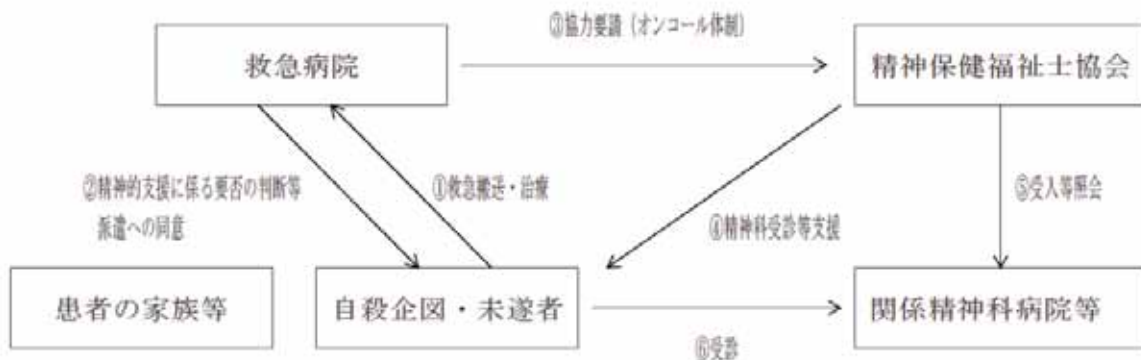 ③協力要請（オンコール体制）
救急病院
精神保健福祉士協会
②精神的支援に係る要否の判断等
派遣への同意
①救急搬送・治療
④精神科受診等支援
⑤受入等照会
患者の家族等
自殺企図・未遂者
関係精神科病院等
⑥受診